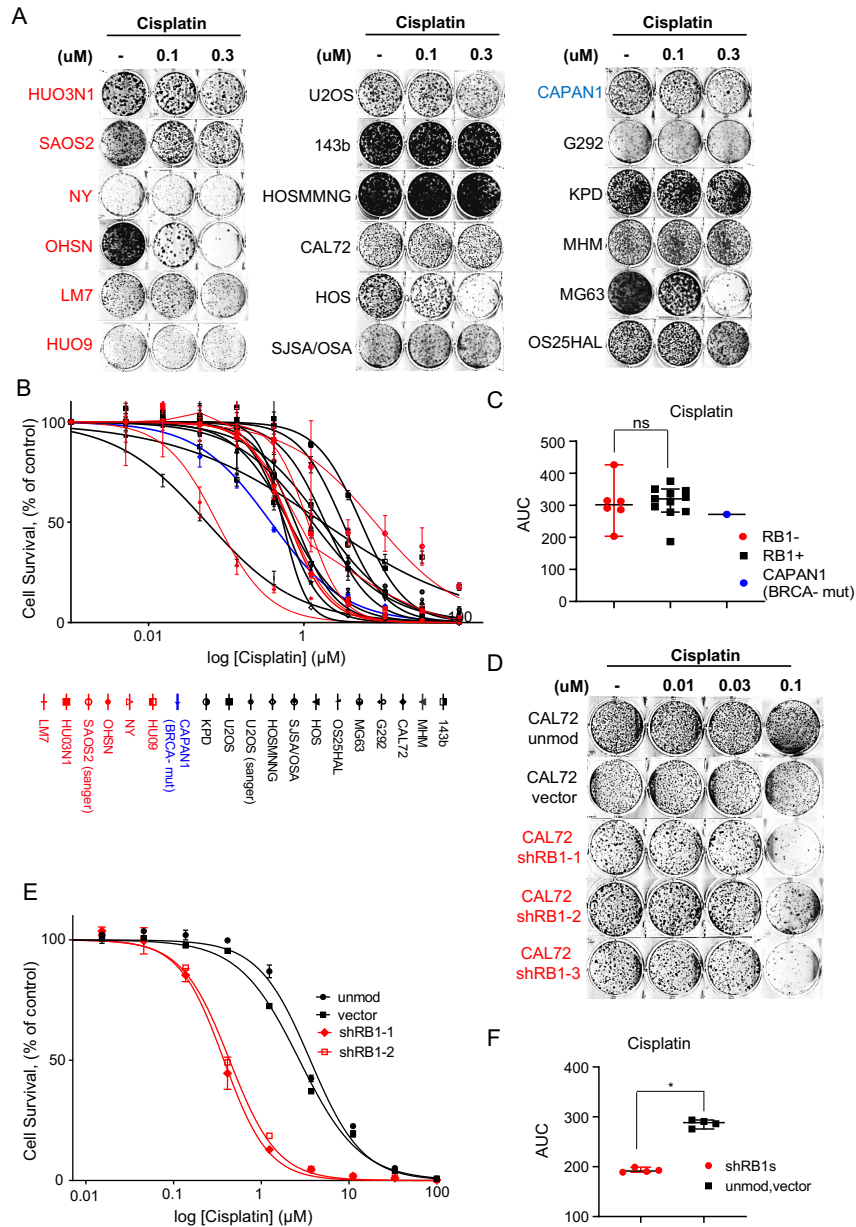 A
Cisplatin
(uM) - 0.1 0.3
HUO3N1
SAOS2
NY
OHSN
LM7
HUO9
Cisplatin
(uM) - 0.1 0.3
U2OS
143b
HOSMMNG
CAL72
HOS
SJSA/OSA
Cisplatin
(uM) - 0.1 0.3
CAPAN1
G292
KPD
MHM
MG63
OS25HAL
B
Cell Survival, (% of control)
100
50
0
0.01
1
100
log [Cisplatin] (µM)
LM7
HU03N1
SAOS2 (sanger)
OHSN
NY
HU09
CAPAN1
(BRCA- mut)
KPD
U2OS
U2OS (sanger)
HOSMNNG
SJSA/OSA
HOS
OS25HAL
MG63
G292
CAL72
MHM
143b
C
Cisplatin
ns
AUC
500
400
300
200
100
0
RB1-
RB1+
CAPAN1
(BRCA- mut)
D
Cisplatin
(uM) - 0.01 0.03 0.1
CAL72
unmod
CAL72
vector
CAL72
shRB1-1
CAL72
shRB1-2
CAL72
shRB1-3
E
Cell Survival, (% of control)
100
50
0
0.01 0.1 1 10 100
log [Cisplatin] (µM)
unmod
vector
shRB1-1
shRB1-2
F
Cisplatin
*
AUC
400
300
200
100
shRB1s
unmod,vector